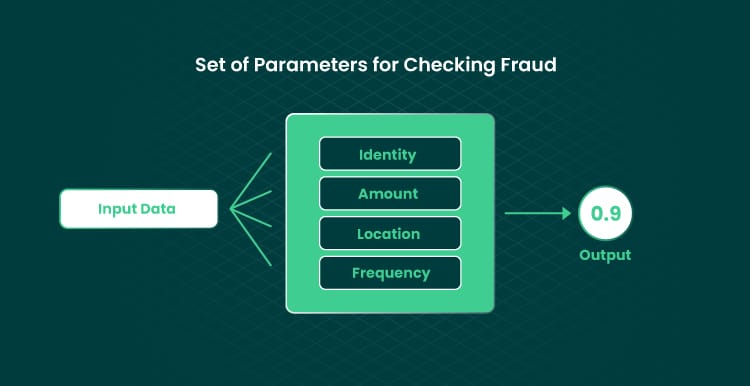 Set of Parameters for Checking Fraud
Input Data
Identity
Amount
Location
Frequency
0.9
Output